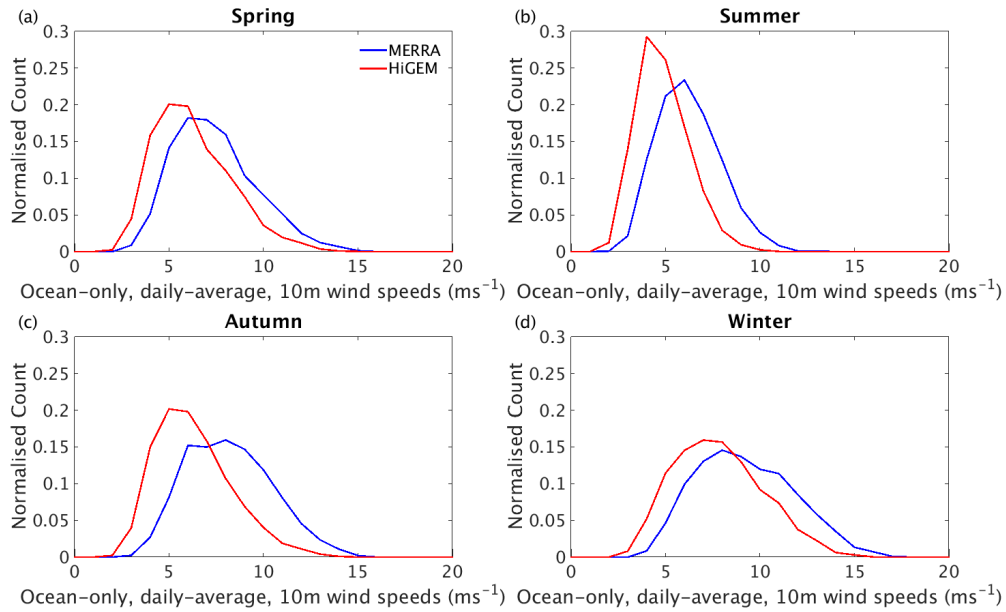 (a) Spring
0.3
0.25
0.2
0.15
0.1
0.05
0
Normalised Count
MERRA
HiGEM
0 5 10 15 20
Ocean-only, daily-average, 10m wind speeds (ms⁻¹)
(b) Summer
0.3
0.25
0.2
0.15
0.1
0.05
0
Normalised Count
0 5 10 15 20
Ocean-only, daily-average, 10m wind speeds (ms⁻¹)
(c) Autumn
0.3
0.25
0.2
0.15
0.1
0.05
0
Normalised Count
0 5 10 15 20
Ocean-only, daily-average, 10m wind speeds (ms⁻¹)
(d) Winter
0.3
0.25
0.2
0.15
0.1
0.05
0
Normalised Count
0 5 10 15 20
Ocean-only, daily-average, 10m wind speeds (ms⁻¹)